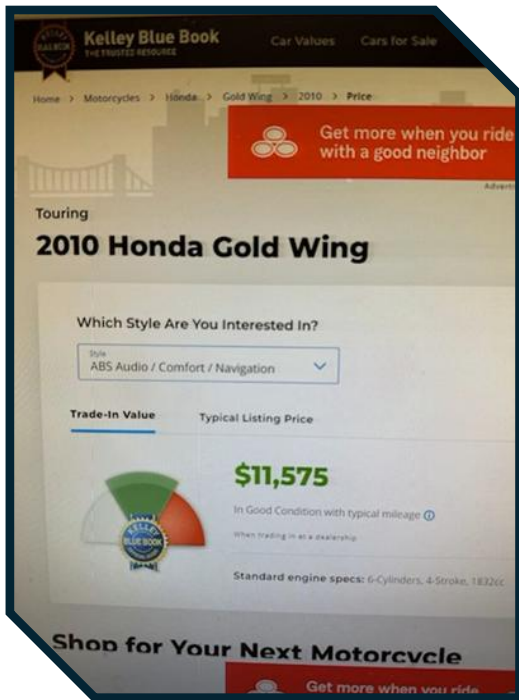 Kelley Blue Book
THE TRUSTED RESOURCE
Car Values Cars for Sale
Home > Motorcycles > Honda > Gold Wing > 2010 > Price
Get more when you ride
with a good neighbor
Touring
2010 Honda Gold Wing
Which Style Are You Interested In?
Style
ABS Audio / Comfort / Navigation
Trade-In Value Typical Listing Price
$11,575
In Good Condition with typical mileage
When trading in at a dealership
KELLEY
BLUE BOOK
Standard engine specs: 6-Cylinders, 4-Stroke, 1832cc
Shop for Your Next Motorcycle
Get more when you ride